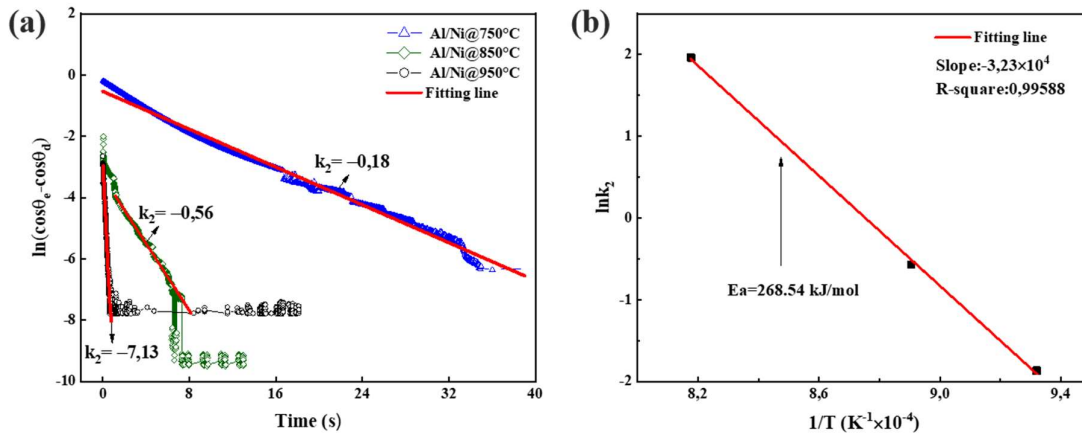 (a)
Al/Ni@750°C
Al/Ni@850°C
Al/Ni@950°C
Fitting line
0
-2
-4
-6
-8
-10
ln(cosθe-cosθd)
k2= −0,18
k2= −0,56
k2= −7,13
0 8 16 24 32 40
Time (s)
(b)
Fitting line
Slope:-3,23×10^4
R-square:0,99588
2
1
0
-1
-2
lnk2
Ea=268.54 kJ/mol
8,2 8,6 9,0 9,4
1/T (K^-1×10^-4)